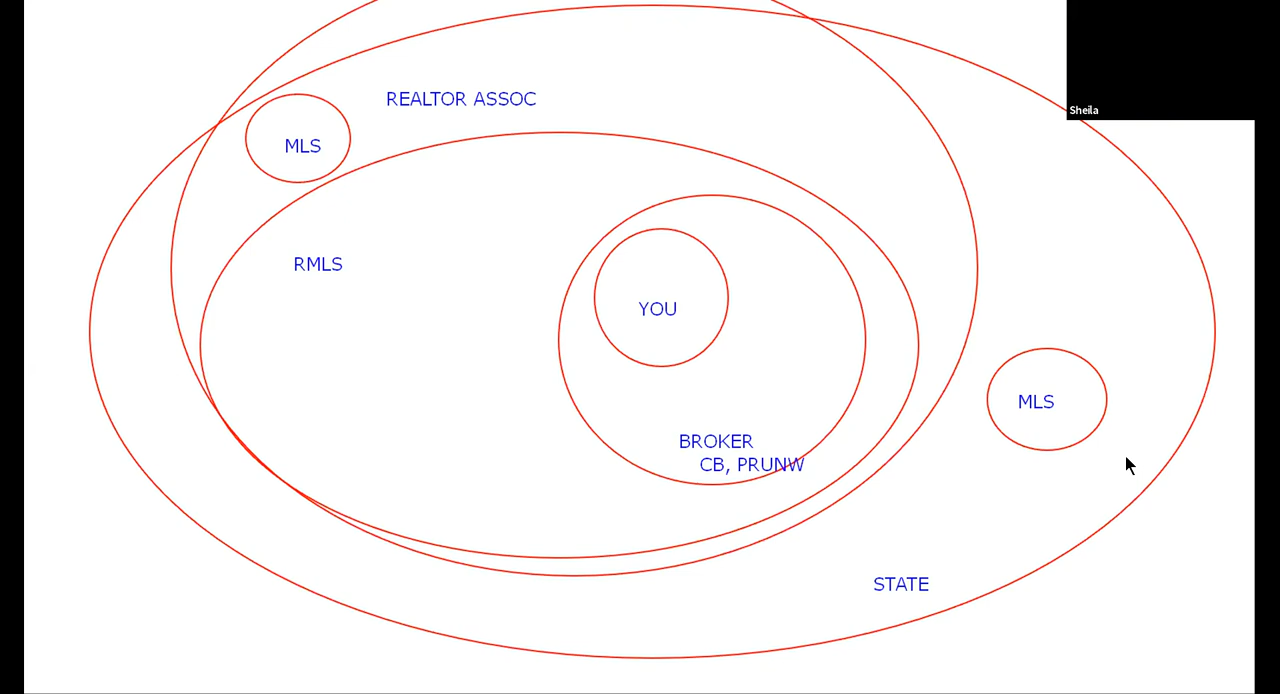 Sheila
REALTOR ASSOC
MLS
RMLS
YOU
MLS
BROKER
CB, PRUNW
STATE